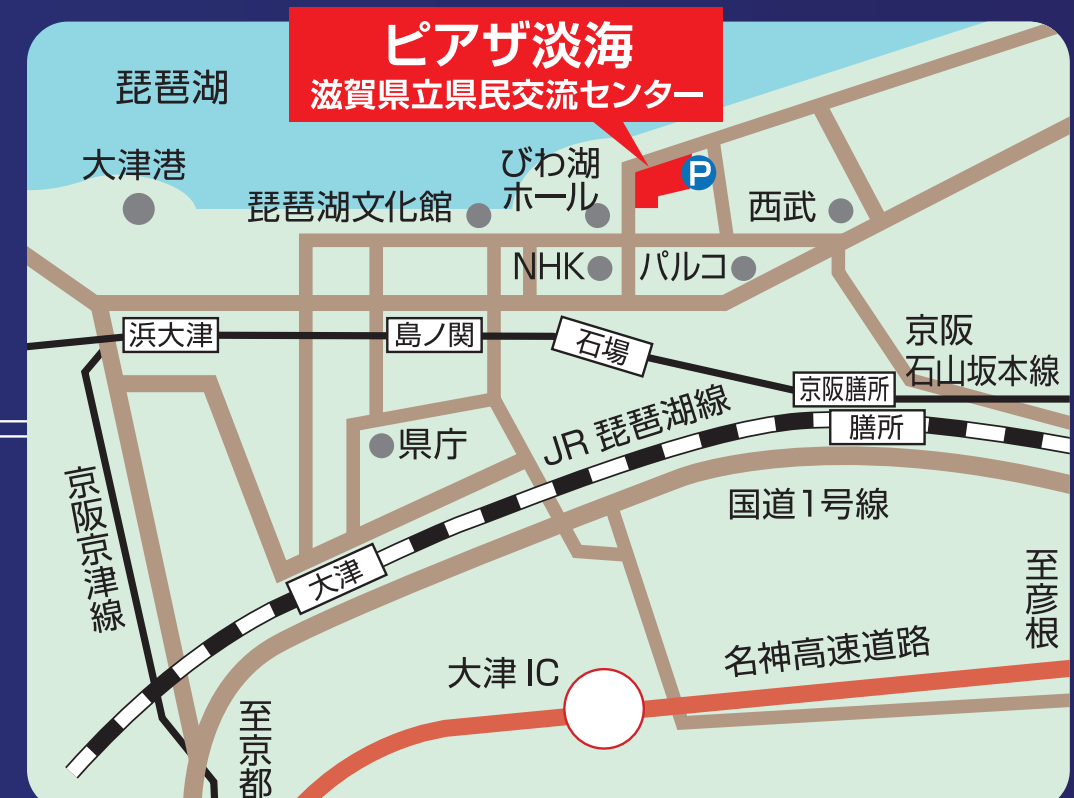 ピアザ淡海
滋賀県立県民交流センター
琵琶湖
大津港
びわ湖
ホール
琵琶湖文化館
P
西武
NHK
パルコ
浜大津
島ノ関
石場
京阪
石山坂本線
京阪膳所
膳所
JR 琵琶湖線
県庁
京阪京津線
国道1号線
大津
至彦根
名神高速道路
大津 IC
至京都